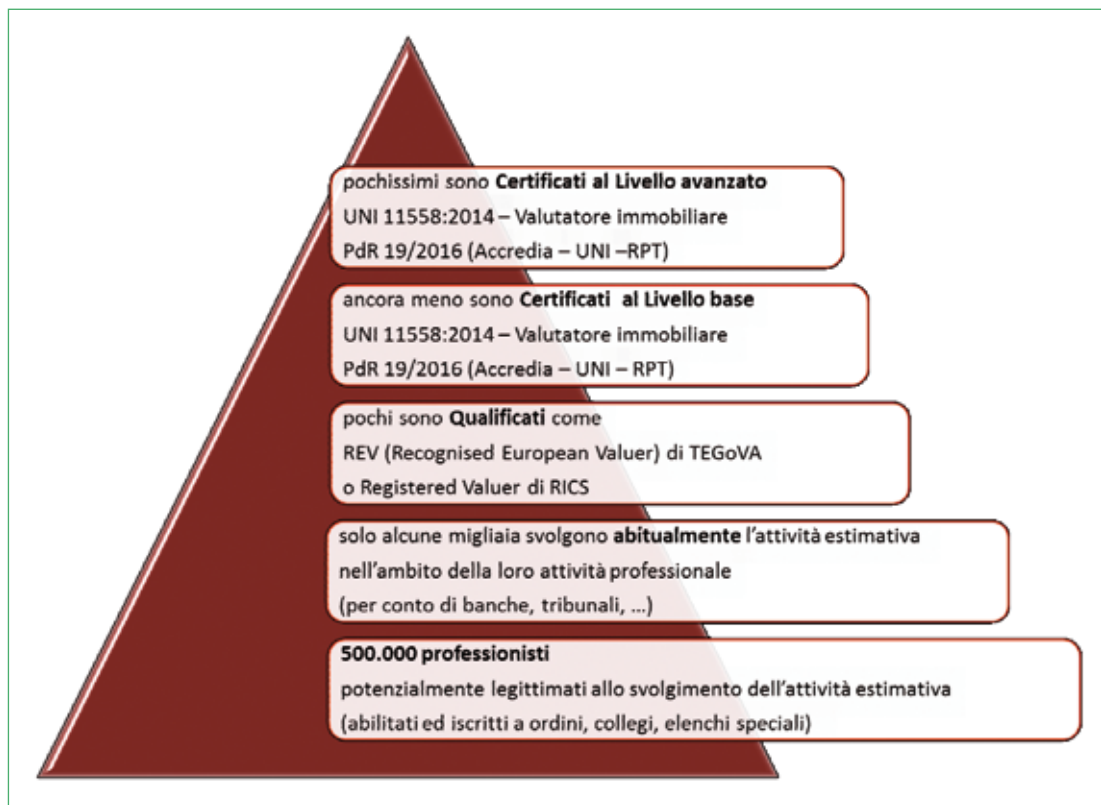 pochissimi sono Certificati al Livello avanzato
UNI 11558:2014 – Valutatore immobiliare
PdR 19/2016 (Accredia – UNI –RPT)
ancora meno sono Certificati al Livello base
UNI 11558:2014 – Valutatore immobiliare
PdR 19/2016 (Accredia – UNI – RPT)
pochi sono Qualificati come
REV (Recognised European Valuer) di TEGoVA
o Registered Valuer di RICS
solo alcune migliaia svolgono abitualmente l'attività estimativa
nell'ambito della loro attività professionale
(per conto di banche, tribunali, ...)
500.000 professionisti
potenzialmente legittimati allo svolgimento dell'attività estimativa
(abilitati ed iscritti a ordini, collegi, elenchi speciali)